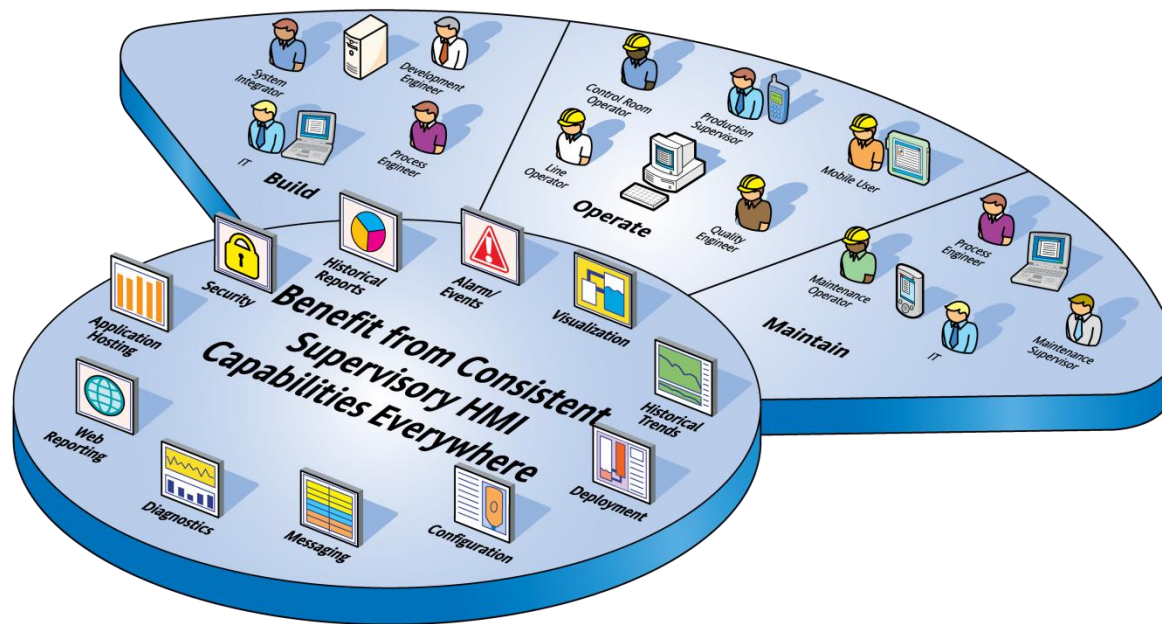 System
Integrator
Development
Engineer
IT
Process
Engineer
Build
Control Room
Operator
Production
Supervisor
Line
Operator
Mobile User
Quality
Engineer
Operate
Maintenance
Operator
Process
Engineer
IT
Maintenance
Supervisor
Maintain
Benefit from Consistent
Supervisory HMI
Capabilities Everywhere
Application
Hosting
Security
Historical
Reports
Alarm/
Events
Visualization
Historical
Trends
Deployment
Configuration
Messaging
Diagnostics
Web
Reporting